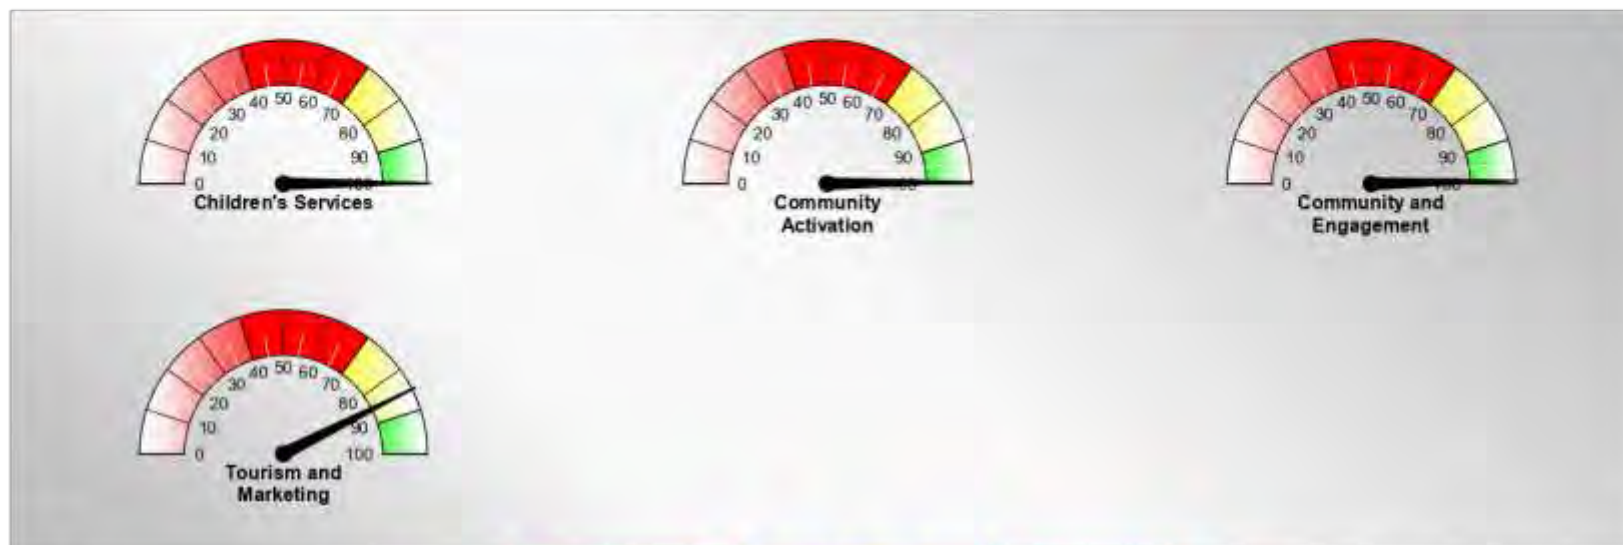 0 10 20 30 40 50 60 70 80 90 100
Children's Services
0 10 20 30 40 50 60 70 80 90
Community
Activation
0 10 20 30 40 50 60 70 80 90 100
Community and
Engagement
0 10 20 30 40 50 60 70 80 90 100
Tourism and
Marketing